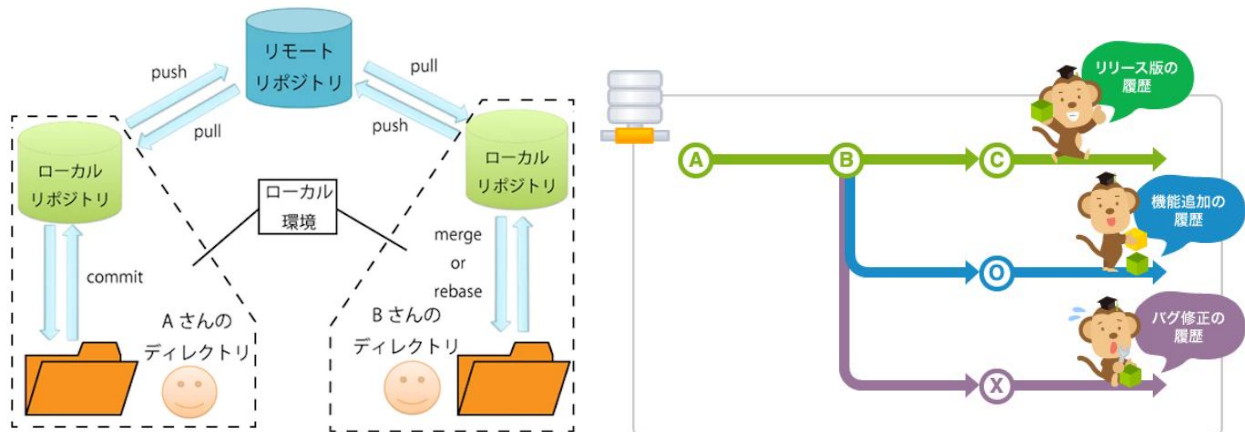 リモート
リポジトリ
push
pull
pull
push
ローカル
リポジトリ
ローカル
リポジトリ
ローカル
環境
commit
merge
or
rebase
Aさんの
ディレクトリ
Bさんの
ディレクトリ
リリース版の
履歴
A
B
C
機能追加の
履歴
O
バグ修正の
履歴
X